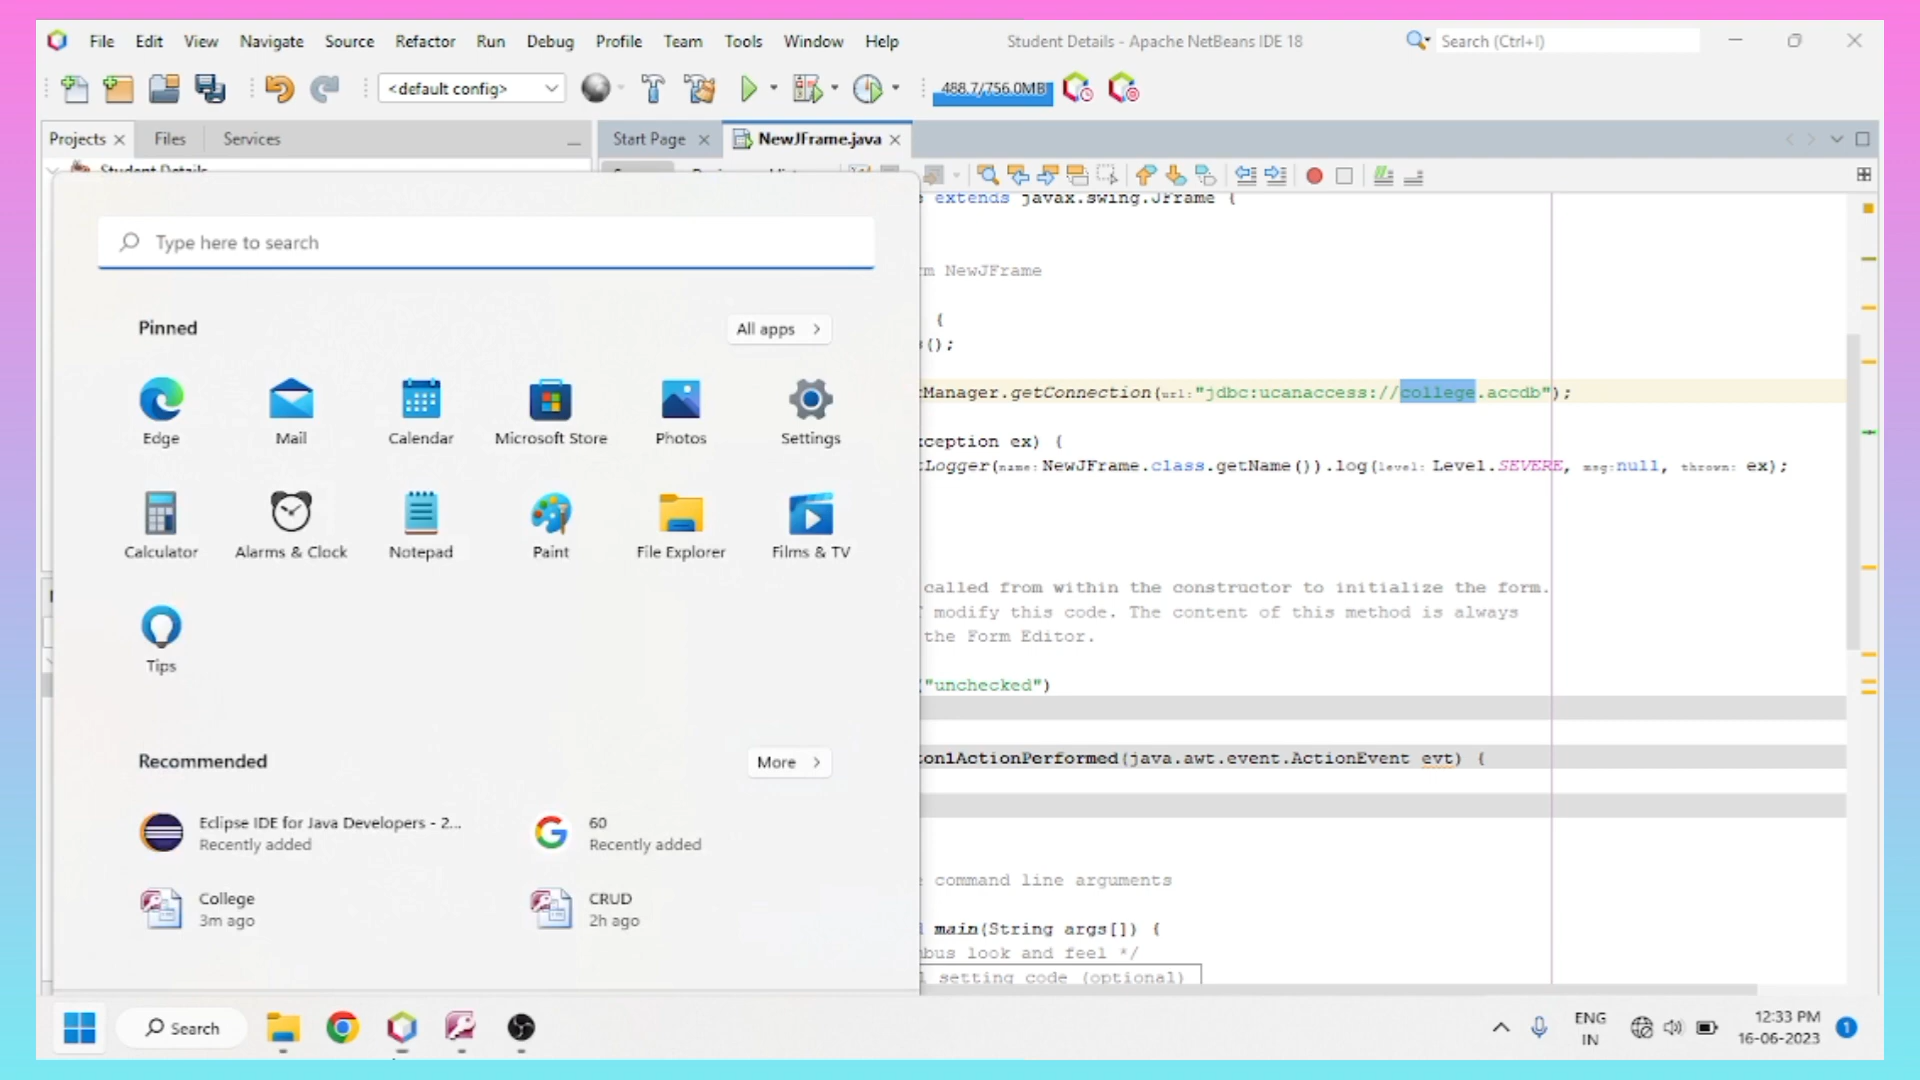 File Edit View Navigate Source Refactor Run Debug Profile Team Tools Window Help
Student Details - Apache NetBeans IDE 18
Search (Ctrl+I)
<default config>
488.7/756.0MB
Projects Files Services
Start Page NewJFrame.java
Student Details
extends javax.swing.JFrame {
Type here to search
m NewJFrame
Pinned
All apps
{
();
Manager.getConnection(url:"jdbc:ucanaccess://college.accdb");
Edge Mail Calendar Microsoft Store Photos Settings
ception ex) {
Logger(name: NewJFrame.class.getName()).log(level: Level.SEVERE, msg:null, thrown: ex);
Calculator Alarms & Clock Notepad Paint File Explorer Films & TV
called from within the constructor to initialize the form.
modify this code. The content of this method is always
the Form Editor.
Tips
"unchecked")
Recommended
More
on1ActionPerformed(java.awt.event.ActionEvent evt) {
Eclipse IDE for Java Developers - 2...
Recently added
60
Recently added
command line arguments
College
3m ago
CRUD
2h ago
main(String args[]) {
bus look and feel */
setting code (optional)
Search
ENG
IN
12:33 PM
16-06-2023
1